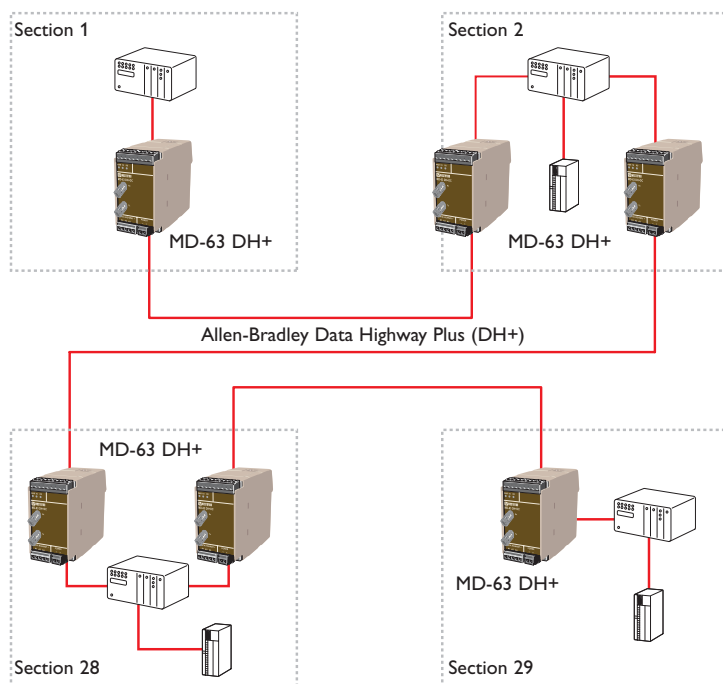 Section 1
Section 2
MD-63 DH+
MD-63 DH+
Allen-Bradley Data Highway Plus (DH+)
MD-63 DH+
MD-63 DH+
Section 28
Section 29